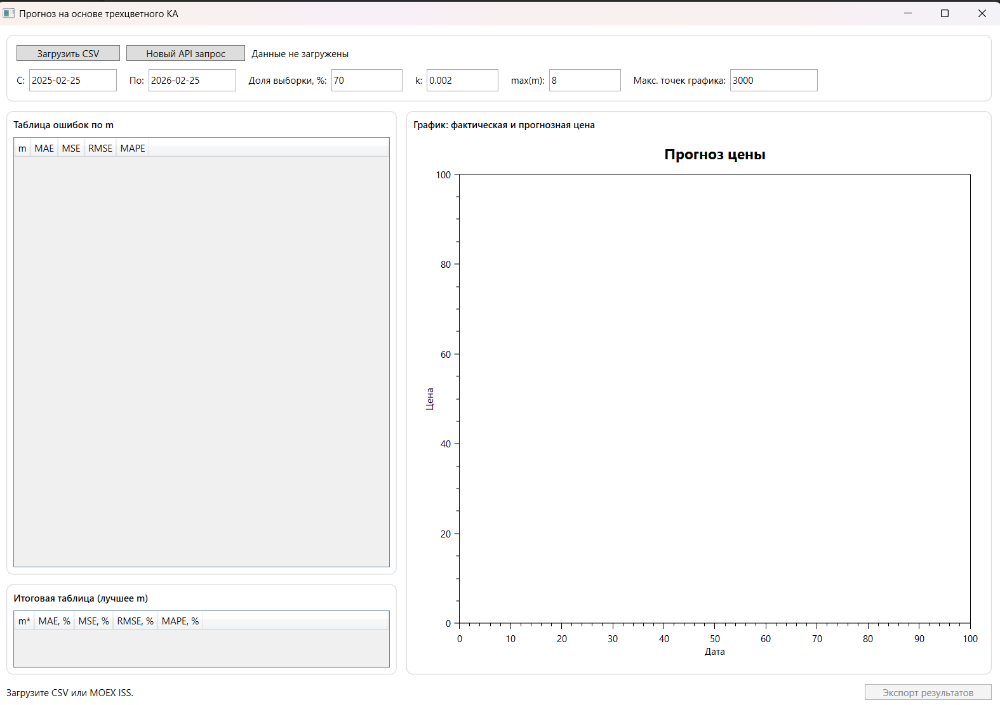 Прогноз на основе трехцветного КА
Загрузить CSV Новый API запрос Данные не загружены
С: 2025-02-25 По: 2026-02-25 Доля выборки, %: 70 k: 0.002 max(m): 8 Макс. точек графика: 3000
Таблица ошибок по m
m MAE MSE RMSE MAPE
Итоговая таблица (лучшее m)
m* MAE, % MSE, % RMSE, % MAPE, %
График: фактическая и прогнозная цена
Прогноз цены
100
80
60
40
20
0
Цена
0 10 20 30 40 50 60 70 80 90 100
Дата
Загрузите CSV или MOEX ISS.
Экспорт результатов